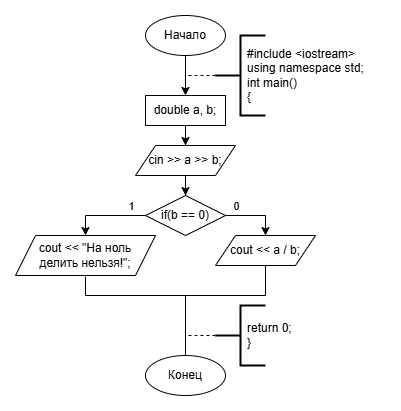 Начало
#include <iostream>
using namespace std;
int main()
{
double a, b;
cin >> a >> b;
1
if(b == 0)
0
cout << "На ноль
делить нельзя!";
cout << a / b;
return 0;
}
Конец